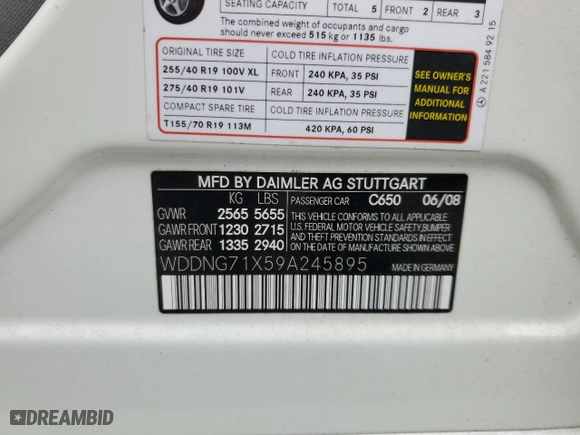 SEATING CAPACITY TOTAL 5 FRONT 2 REAR 3
The combined weight of occupants and cargo
should never exceed 515 kg or 1135 lbs.
ORIGINAL TIRE SIZE COLD TIRE INFLATION PRESSURE
255/40 R19 100V XL FRONT 240 KPA, 35 PSI
275/40 R19 101V REAR 240 KPA, 35 PSI
COMPACT SPARE TIRE COLD TIRE INFLATION PRESSURE
T155/70 R19 113M 420 KPA, 60 PSI
SEE OWNER'S
MANUAL FOR
ADDITIONAL
INFORMATION
A 221 584 92 15
MFD BY DAIMLER AG STUTTGART
KG LBS PASSENGER CAR C650 06/08
GVWR 2565 5655
GAWR FRONT 1230 2715
GAWR REAR 1335 2940
THIS VEHICLE CONFORMS TO ALL APPLICABLE
U.S. FEDERAL MOTOR VEHICLE SAFETY, BUMPER
AND THEFT PREVENTION STANDARDS IN EFFECT
ON THE DATE OF MANUFACTURE SHOWN ABOVE.
WDDNG71X59A245895 MADE IN GERMANY
DREAMBID